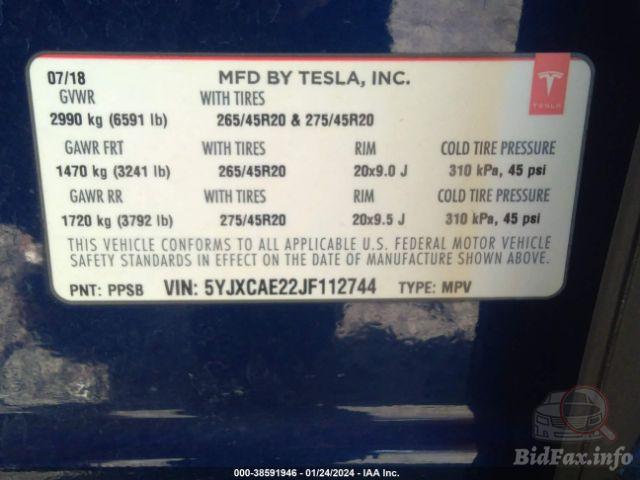 07/18 MFD BY TESLA, INC.
GVWR WITH TIRES
2990 kg (6591 lb) 265/45R20 & 275/45R20
TESLA
GAWR FRT WITH TIRES RIM COLD TIRE PRESSURE
1470 kg (3241 lb) 265/45R20 20x9.0 J 310 kPa, 45 psi
GAWR RR WITH TIRES RIM COLD TIRE PRESSURE
1720 kg (3792 lb) 275/45R20 20x9.5 J 310 kPa, 45 psi
THIS VEHICLE CONFORMS TO ALL APPLICABLE U.S. FEDERAL MOTOR VEHICLE
SAFETY STANDARDS IN EFFECT ON THE DATE OF MANUFACTURE SHOWN ABOVE.
PNT: PPSB VIN: 5YJXCAE22JF112744 TYPE: MPV
BidFax.info
000-38591946 - 01/24/2024 - IAA Inc.